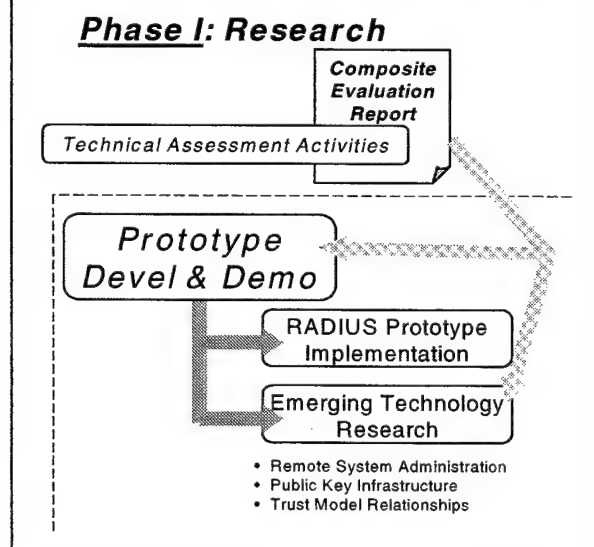 Phase I: Research
Composite
Evaluation
Report
Technical Assessment Activities
Prototype
Devel & Demo
RADIUS Prototype
Implementation
Emerging Technology
Research
• Remote System Administration
• Public Key Infrastructure
• Trust Model Relationships